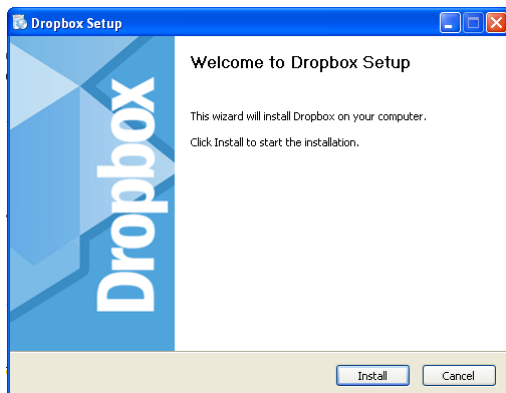 Dropbox Setup
Welcome to Dropbox Setup
This wizard will install Dropbox on your computer.
Click Install to start the installation.
Dropbox
Install
Cancel